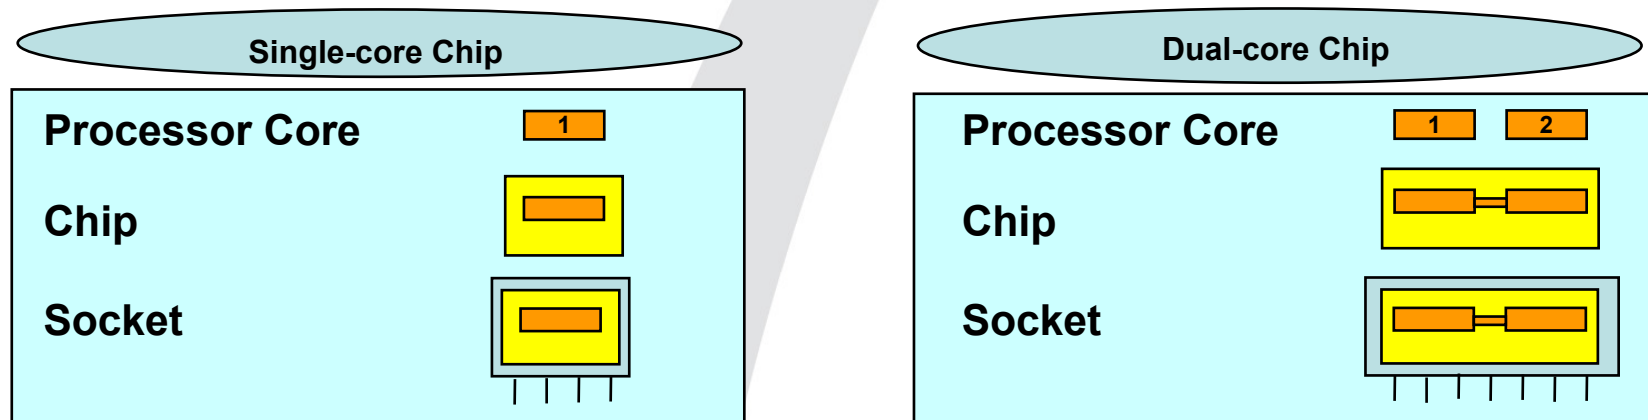 Single-core Chip
Processor Core 1
Chip
Socket
Dual-core Chip
Processor Core 1 2
Chip
Socket